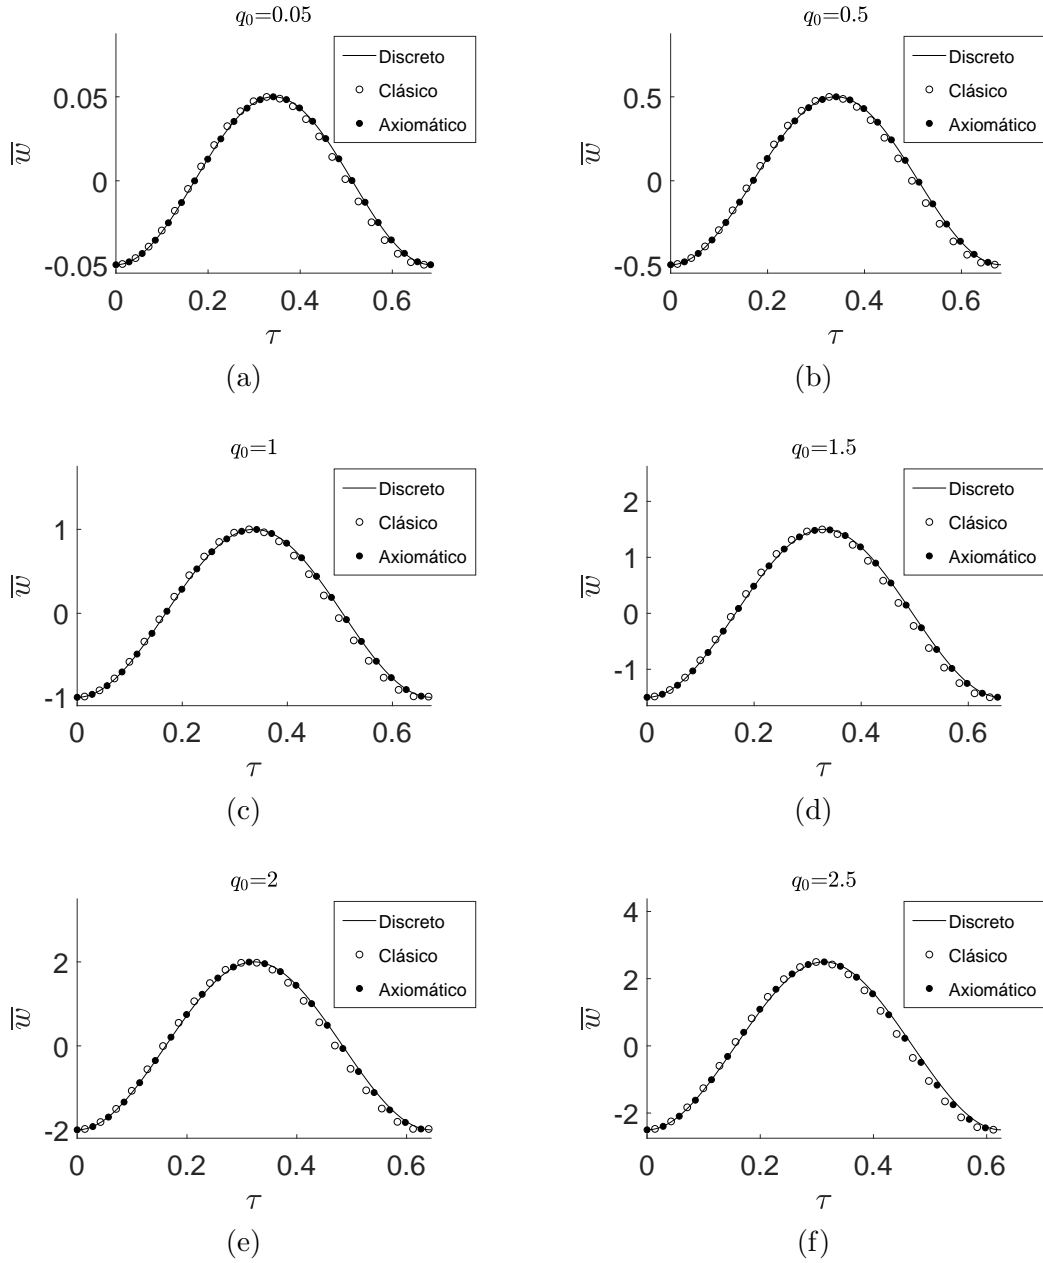 q₀=0.05
Discreto
Clásico
Axiomático
0.05
0
-0.05
w̅
0 0.2 0.4 0.6
τ
(a)
q₀=0.5
Discreto
Clásico
Axiomático
0.5
0
-0.5
w̅
0 0.2 0.4 0.6
τ
(b)
q₀=1
Discreto
Clásico
Axiomático
1
0
-1
w̅
0 0.2 0.4 0.6
τ
(c)
q₀=1.5
Discreto
Clásico
Axiomático
2
1
0
-1
w̅
0 0.2 0.4 0.6
τ
(d)
q₀=2
Discreto
Clásico
Axiomático
2
0
-2
w̅
0 0.2 0.4 0.6
τ
(e)
q₀=2.5
Discreto
Clásico
Axiomático
4
2
0
-2
w̅
0 0.2 0.4 0.6
τ
(f)